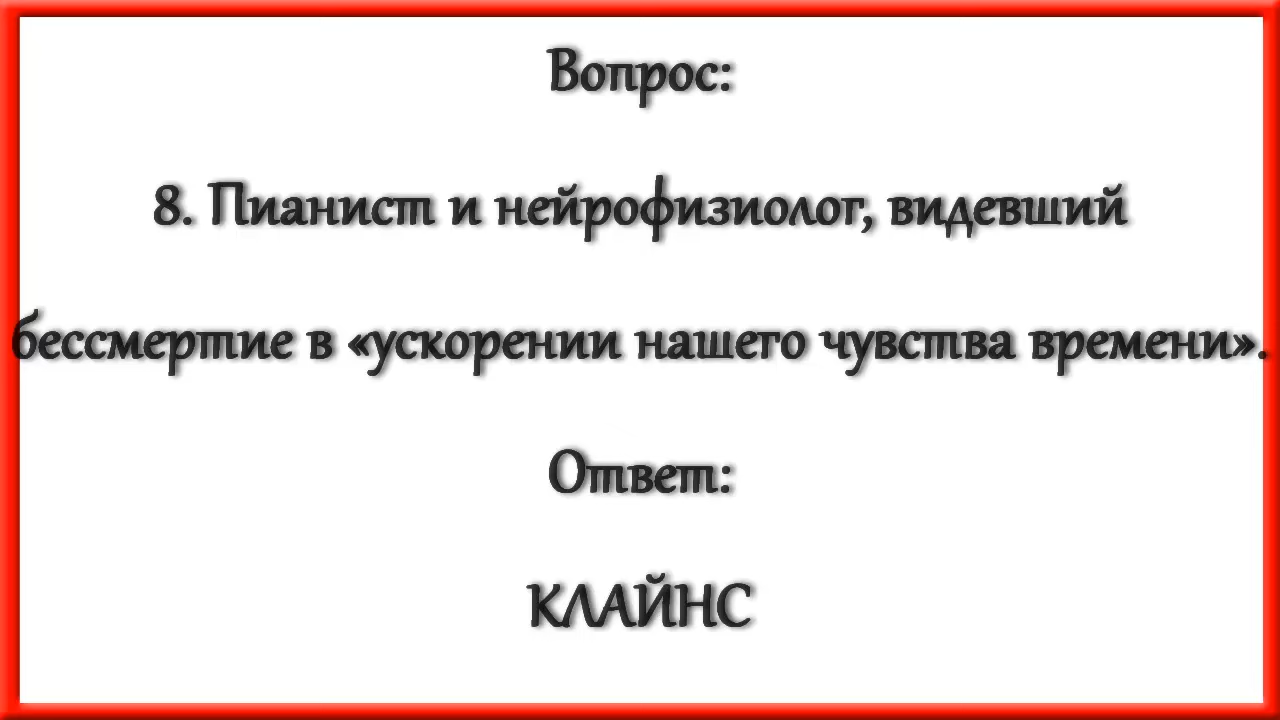 Вопрос:
8. Пианист и нейрофизиолог, видевший
бессмертие в «ускорении нашего чувства времени».
Ответ:
КЛАЙНС